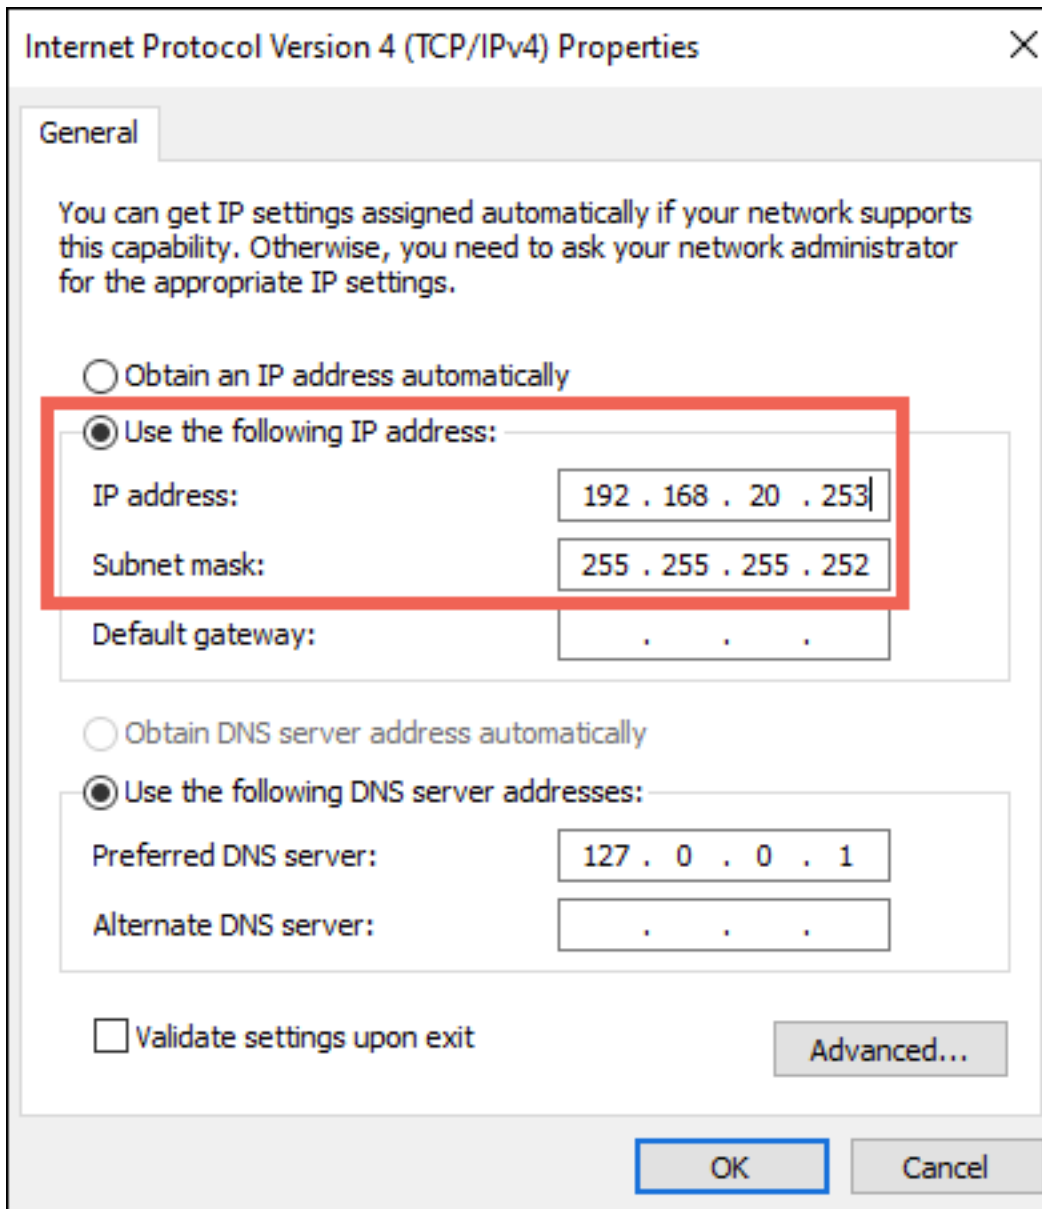 Internet Protocol Version 4 (TCP/IPv4) Properties
General
You can get IP settings assigned automatically if your network supports
this capability. Otherwise, you need to ask your network administrator
for the appropriate IP settings.
Obtain an IP address automatically
Use the following IP address:
IP address: 192 . 168 . 20 . 253
Subnet mask: 255 . 255 . 255 . 252
Default gateway: . . .
Obtain DNS server address automatically
Use the following DNS server addresses:
Preferred DNS server: 127 . 0 . 0 . 1
Alternate DNS server: . . .
Validate settings upon exit
Advanced...
OK Cancel